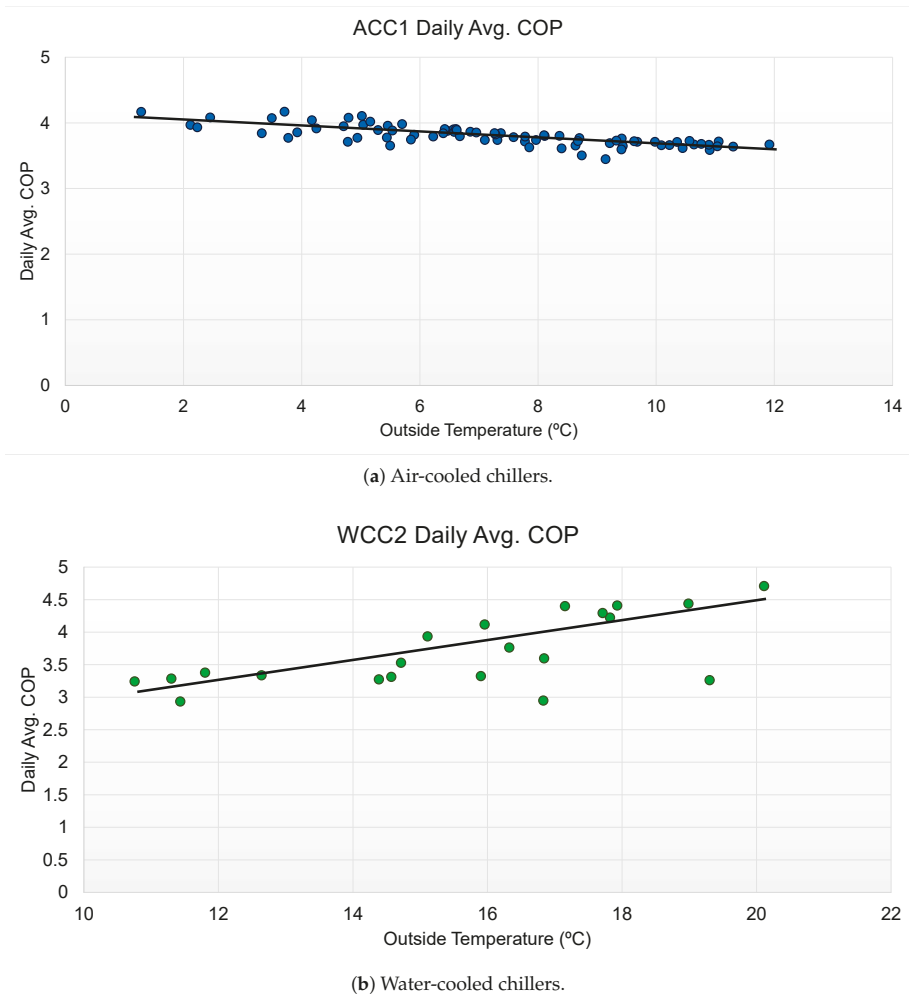 ACC1 Daily Avg. COP
5
4
3
2
1
0
Daily Avg. COP
0 2 4 6 8 10 12 14
Outside Temperature (ºC)
(a) Air-cooled chillers.
WCC2 Daily Avg. COP
5
4.5
4
3.5
3
2.5
2
1.5
1
0.5
0
Daily Avg. COP
10 12 14 16 18 20 22
Outside Temperature (ºC)
(b) Water-cooled chillers.